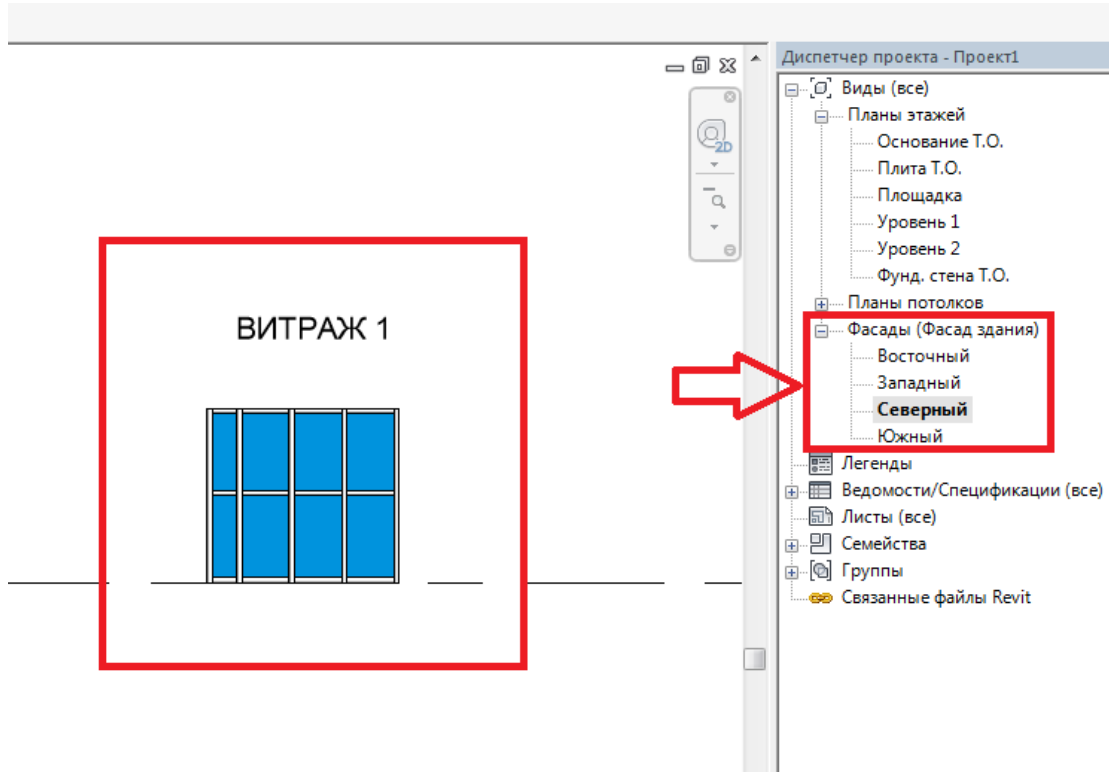 Диспетчер проекта - Проект1
Виды (все)
Планы этажей
Основание Т.О.
Плита Т.О.
Площадка
Уровень 1
Уровень 2
Фунд. стена Т.О.
Планы потолков
Фасады (Фасад здания)
Восточный
Западный
Северный
Южный
Легенды
Ведомости/Спецификации (все)
Листы (все)
Семейства
Группы
Связанные файлы Revit
2D
ВИТРАЖ 1